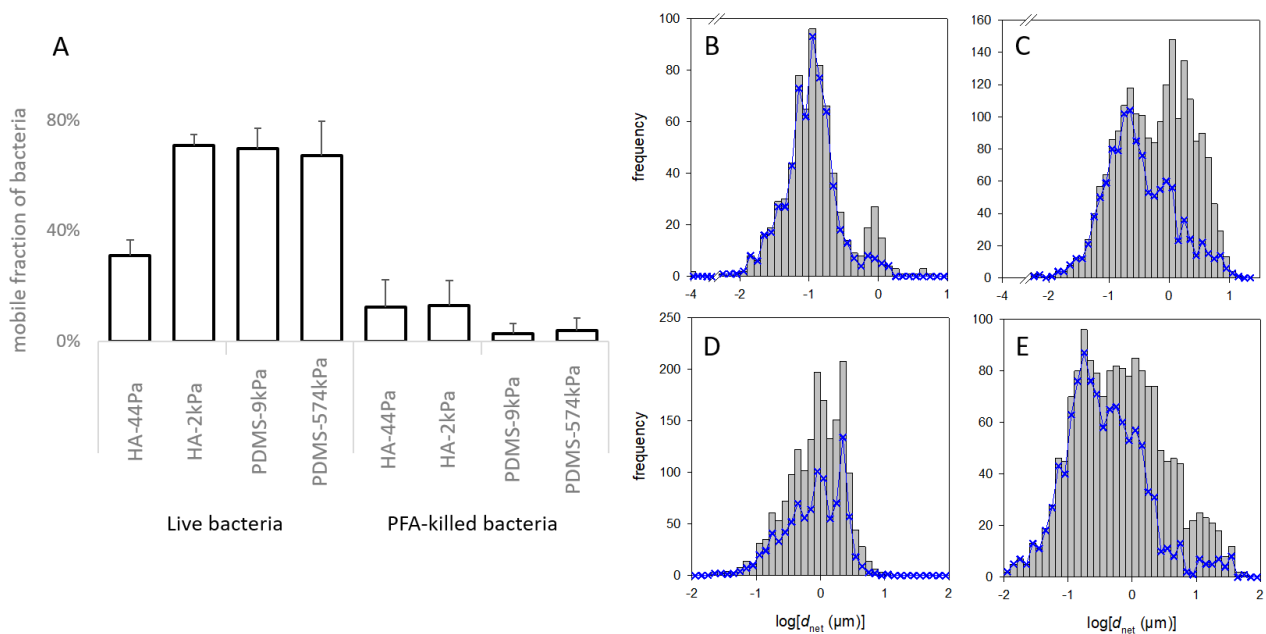 A
mobile fraction of bacteria
80%
40%
0%
HA-44Pa
HA-2kPa
PDMS-9kPa
PDMS-574kPa
HA-44Pa
HA-2kPa
PDMS-9kPa
PDMS-574kPa
Live bacteria
PFA-killed bacteria
B
frequency
100
80
60
40
20
0
-4
-2
-1
0
1
C
160
140
120
100
80
60
40
20
0
-4
-2
-1
0
1
D
frequency
250
200
150
100
50
0
-2
-1
0
1
2
log[dnet (μm)]
E
100
80
60
40
20
0
-2
-1
0
1
2
log[dnet (μm)]